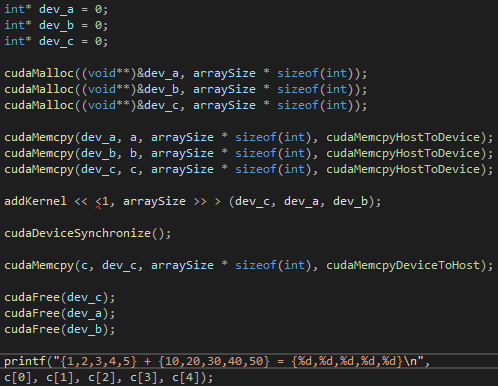 int* dev_a = 0;
int* dev_b = 0;
int* dev_c = 0;
cudaMalloc((void**)&dev_a, arraySize * sizeof(int));
cudaMalloc((void**)&dev_b, arraySize * sizeof(int));
cudaMalloc((void**)&dev_c, arraySize * sizeof(int));
cudaMemcpy(dev_a, a, arraySize * sizeof(int), cudaMemcpyHostToDevice);
cudaMemcpy(dev_b, b, arraySize * sizeof(int), cudaMemcpyHostToDevice);
cudaMemcpy(dev_c, c, arraySize * sizeof(int), cudaMemcpyHostToDevice);
addKernel << <1, arraySize >> > (dev_c, dev_a, dev_b);
cudaDeviceSynchronize();
cudaMemcpy(c, dev_c, arraySize * sizeof(int), cudaMemcpyDeviceToHost);
cudaFree(dev_c);
cudaFree(dev_a);
cudaFree(dev_b);
printf("{1,2,3,4,5} + {10,20,30,40,50} = {%d,%d,%d,%d,%d}\n",
c[0], c[1], c[2], c[3], c[4]);